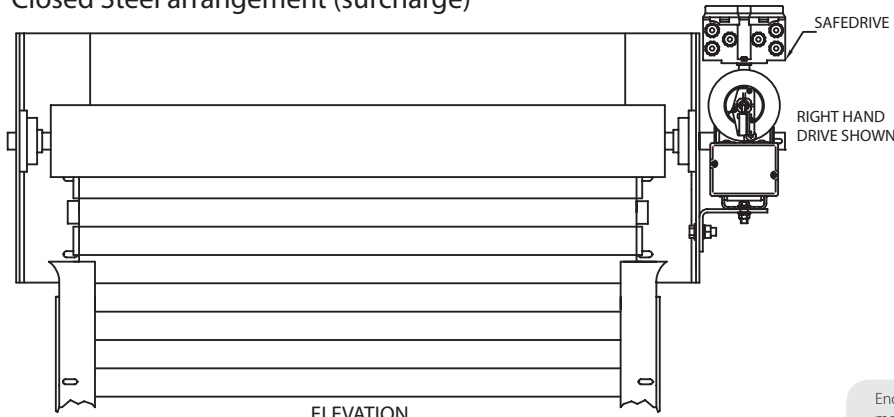 Closed Steel arrangement (surcharge)
SAFEDRIVE
RIGHT HAND
DRIVE SHOWN
ELEVATION